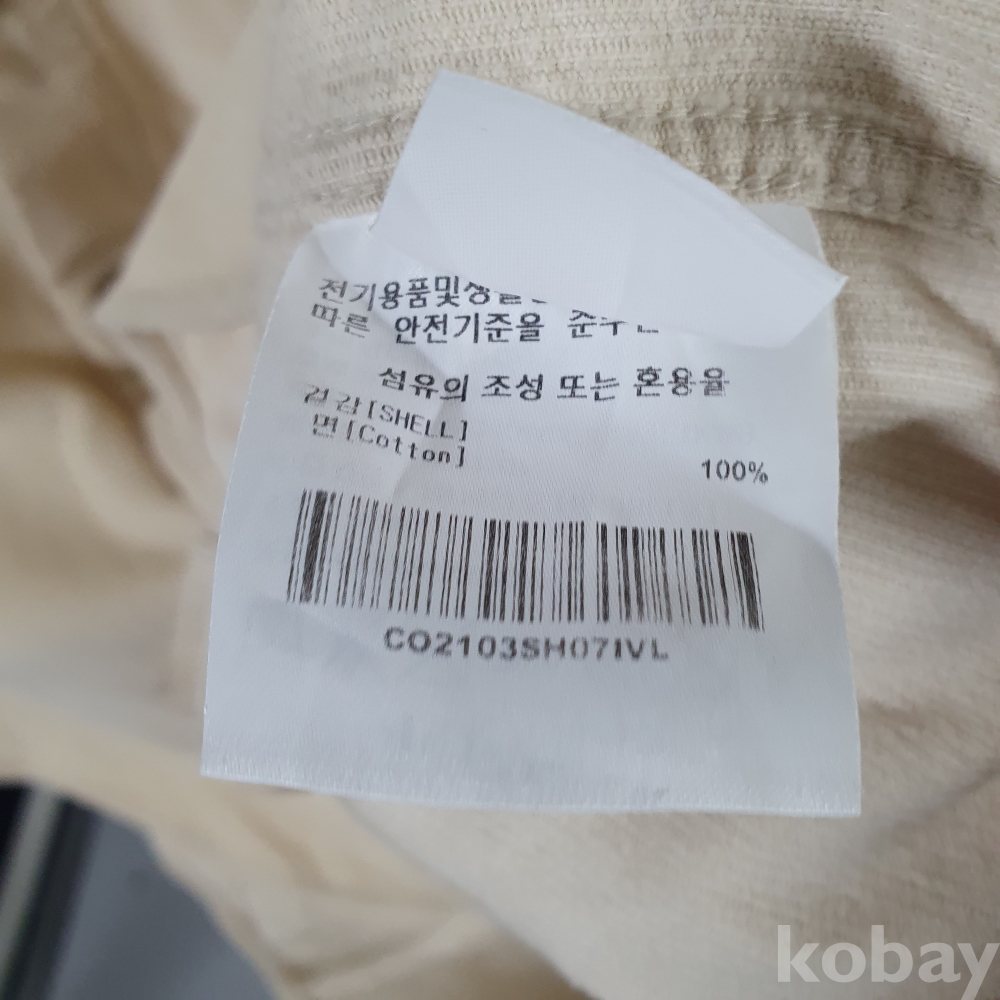 전기용품및생활
따른 안전기준을 준수한
섬유의 조성 또는 혼용율
겉감[SHELL]
면[Cotton]
100%
CO2103SH07IVL
kobay